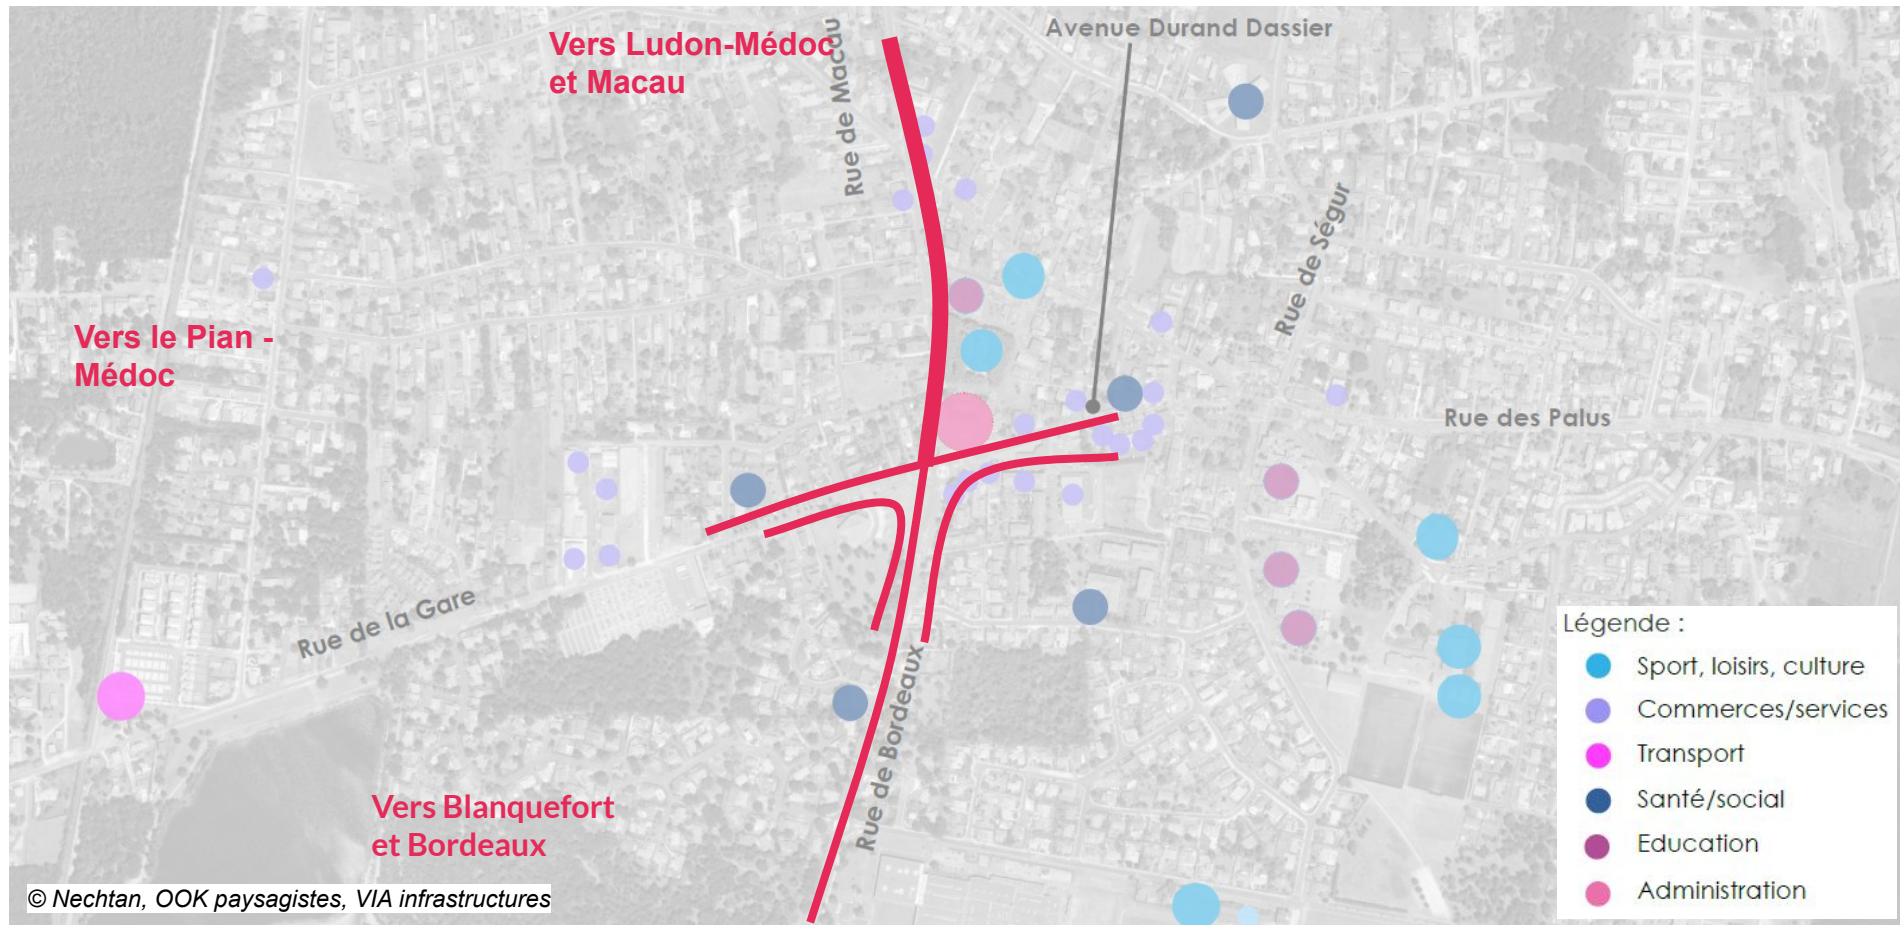 Vers Ludon-Médoc
et Macau
Rue de Macau
Avenue Durand Dassier
Rue de Ségur
Vers le Pian -
Médoc
Rue des Palus
Rue de la Gare
Rue de Bordeaux
Vers Blanquefort
et Bordeaux
Légende :
Sport, loisirs, culture
Commerces/services
Transport
Santé/social
Education
Administration
© Nechtan, OOK paysagistes, VIA infrastructures